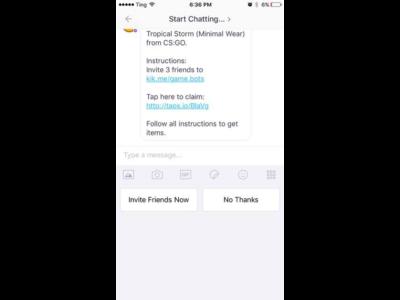 Ting
6:36 PM
6%
Start Chatting...
Tropical Storm (Minimal Wear)
from CS:GO.
Instructions:
Invite 3 friends to
kik.me/game.bots
Tap here to claim:
http://taps.io/BlaVg
Follow all instructions to get
items.
Type a message...
GIF
Invite Friends Now
No Thanks